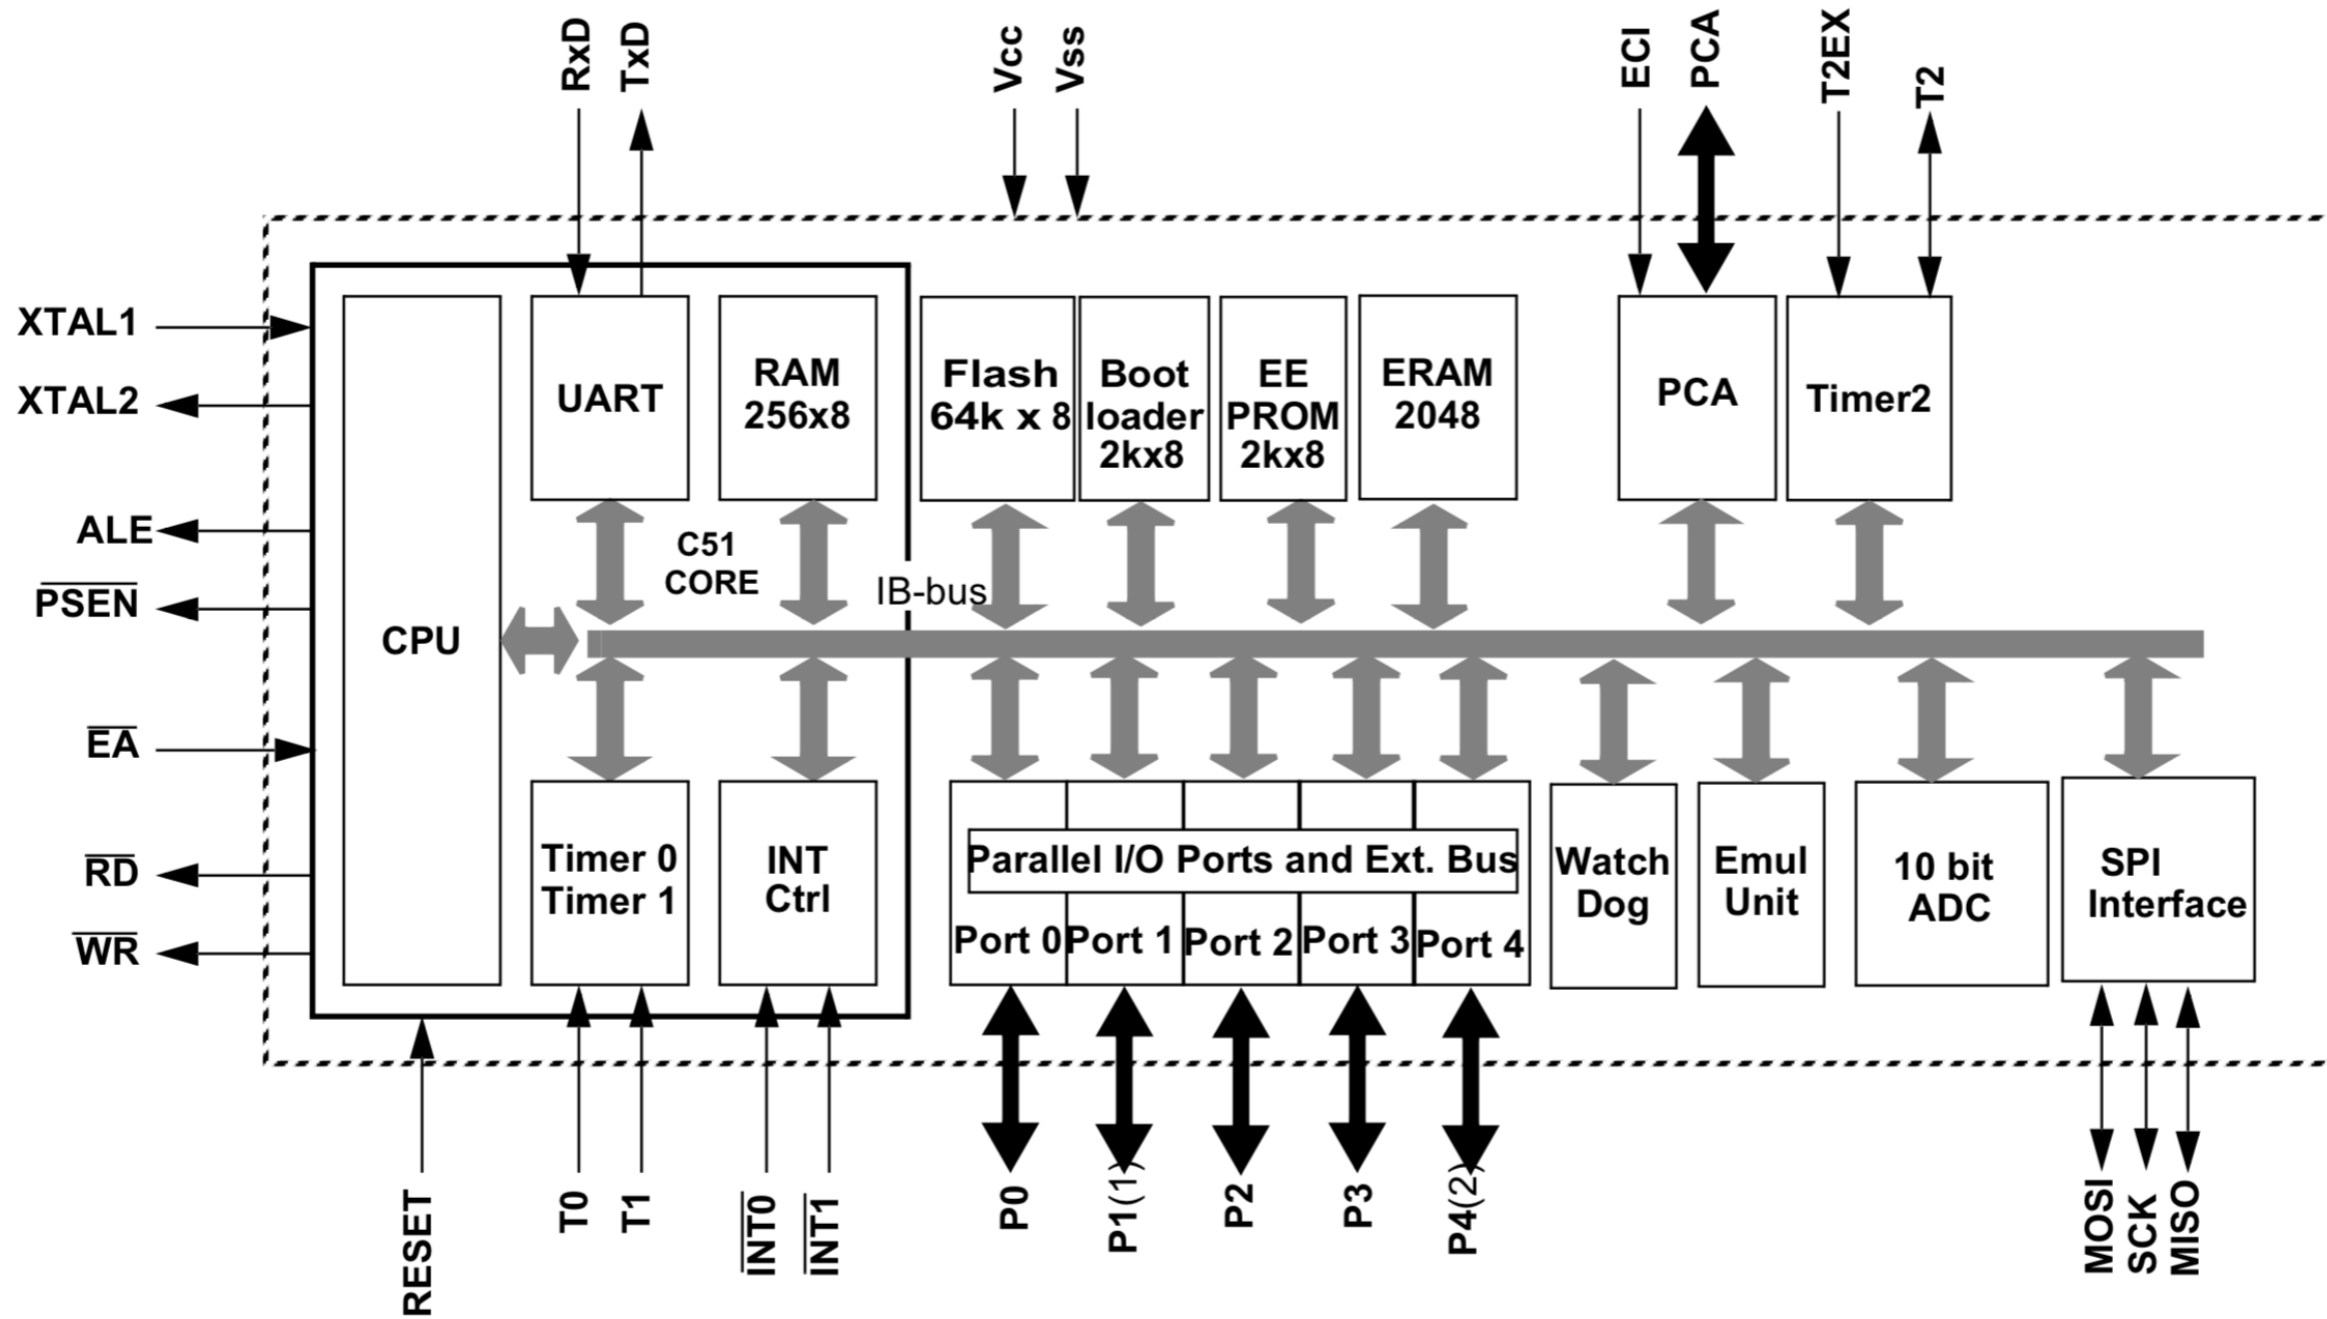 RxD
TxD
Vcc
Vss
ECI
PCA
T2EX
T2
XTAL1
XTAL2
ALE
PSEN
EA
RD
WR
CPU
UART
RAM
256x8
C51
CORE
IB-bus
Timer 0
Timer 1
INT
Ctrl
Flash
64k x 8
Boot
loader
2kx8
EE
PROM
2kx8
ERAM
2048
PCA
Timer2
Parallel I/O Ports and Ext. Bus
Port 0
Port 1
Port 2
Port 3
Port 4
Watch
Dog
Emul
Unit
10 bit
ADC
SPI
Interface
RESET
T0
T1
INT0
INT1
P0
P1(1)
P2
P3
P4(2)
MOSI
SCK
MISO